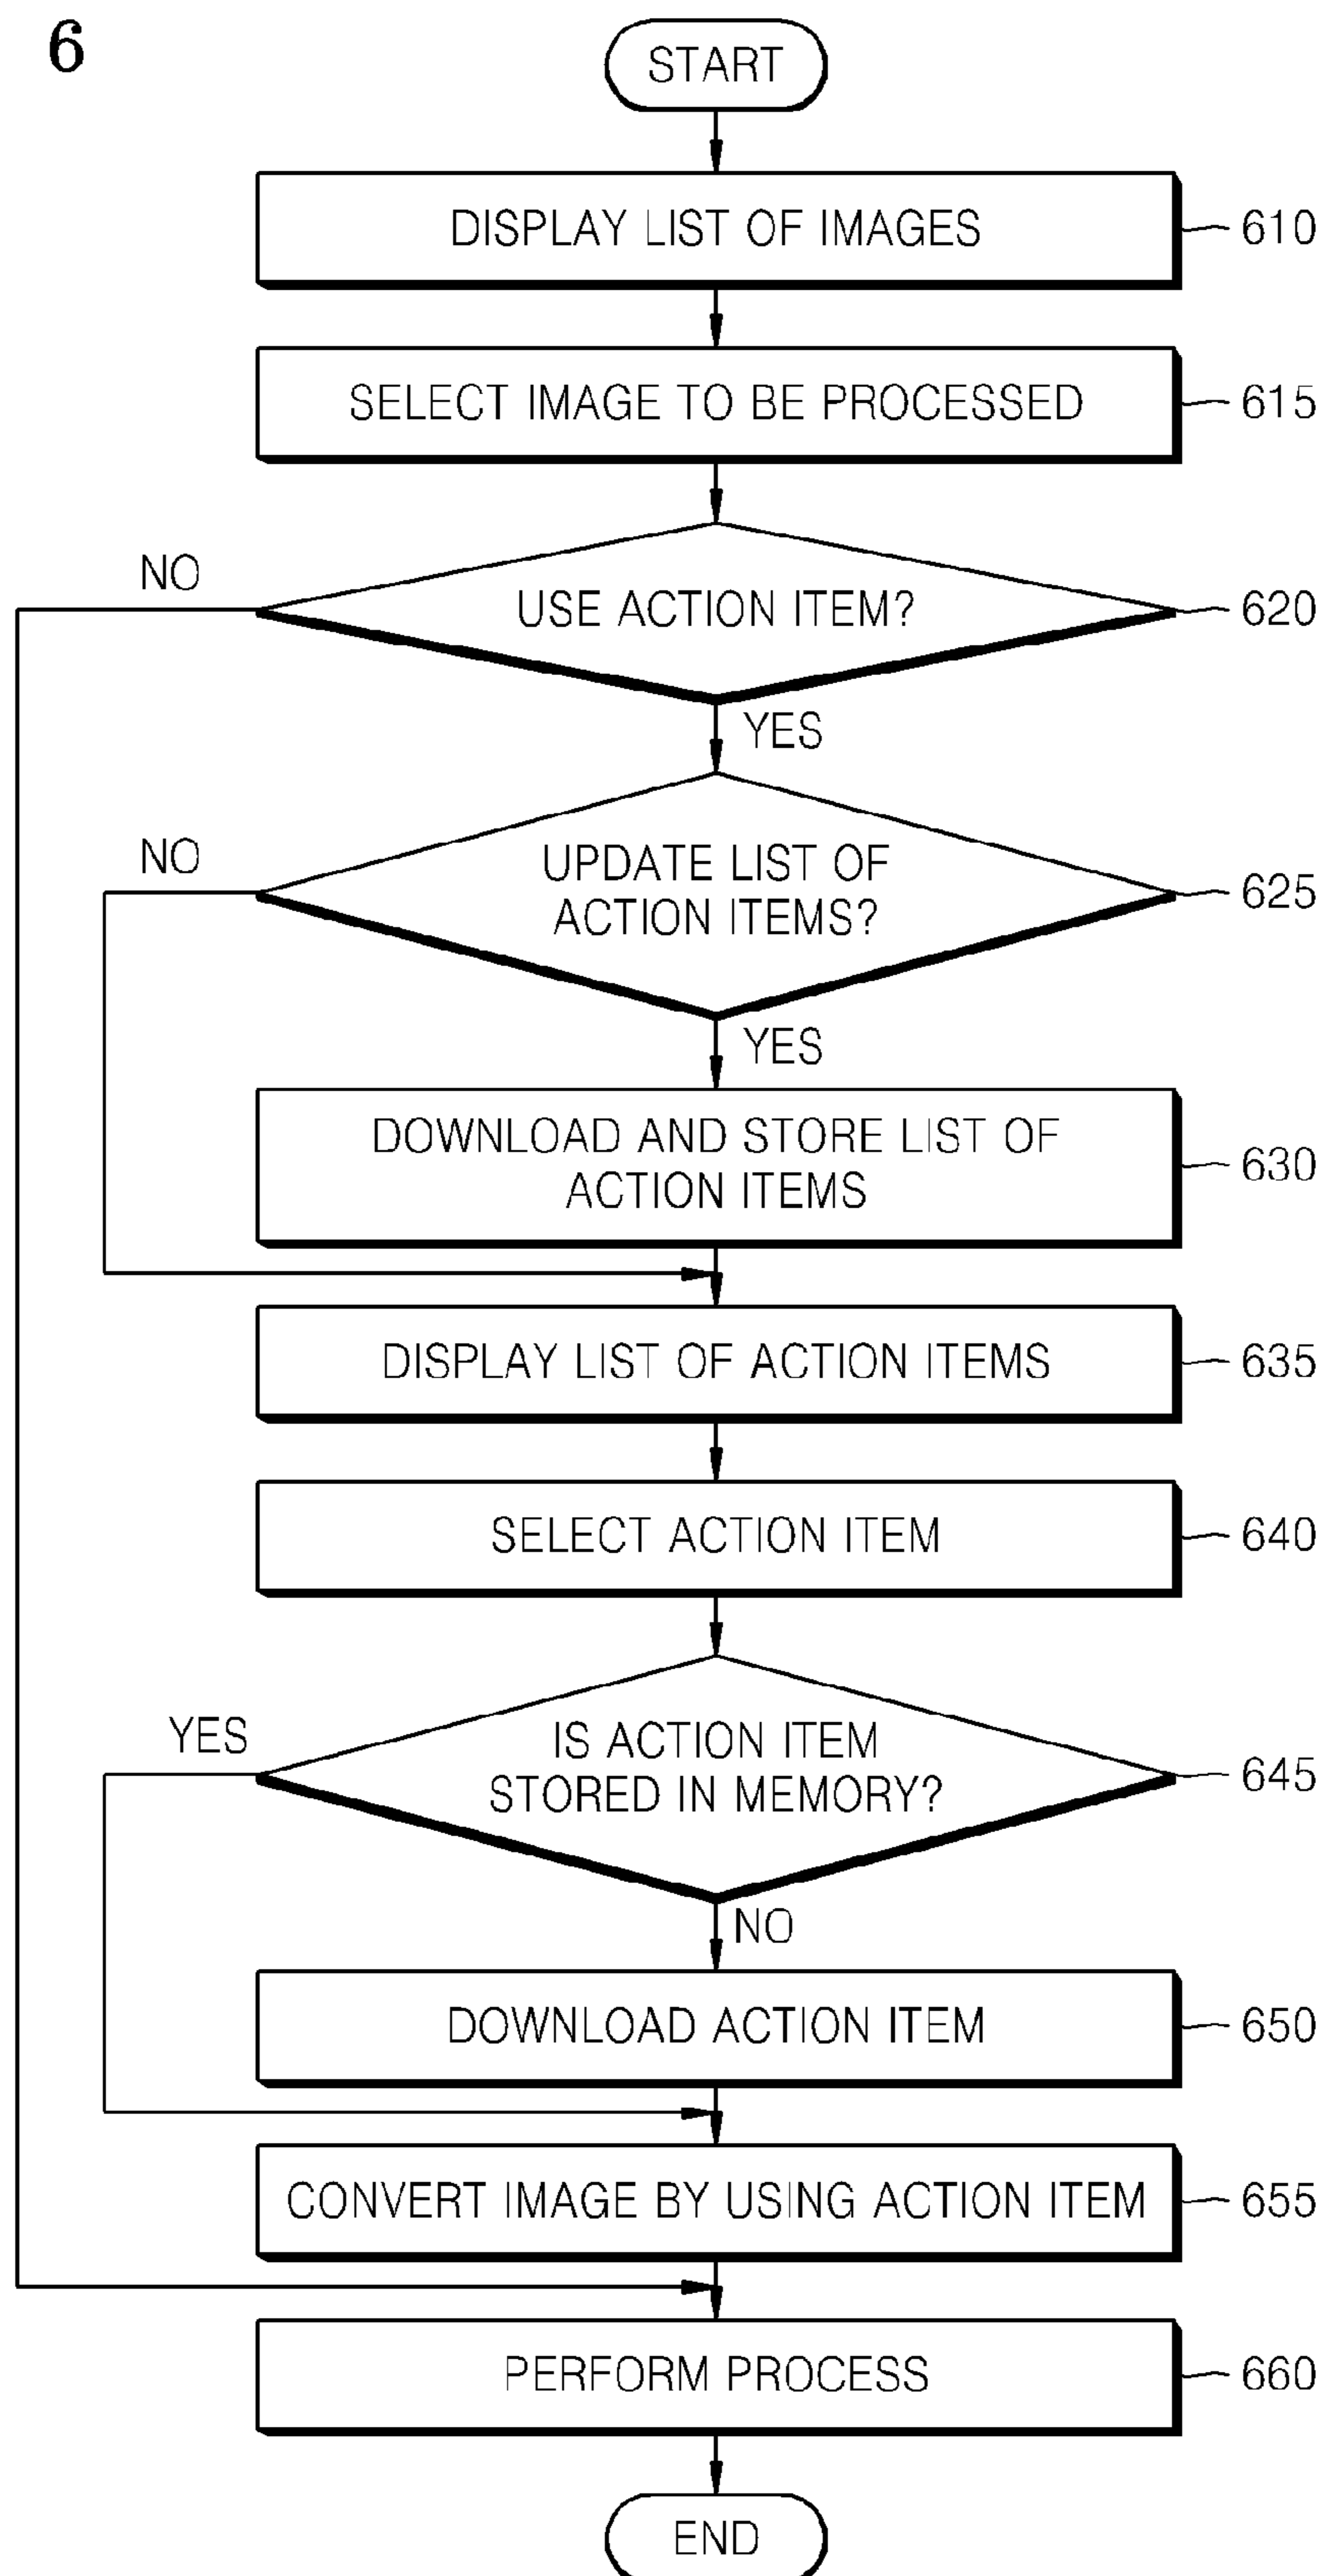 6
START
DISPLAY LIST OF IMAGES
610
SELECT IMAGE TO BE PROCESSED
615
NO
USE ACTION ITEM?
620
YES
NO
UPDATE LIST OF
ACTION ITEMS?
625
YES
DOWNLOAD AND STORE LIST OF
ACTION ITEMS
630
DISPLAY LIST OF ACTION ITEMS
635
SELECT ACTION ITEM
640
YES
IS ACTION ITEM
STORED IN MEMORY?
645
NO
DOWNLOAD ACTION ITEM
650
CONVERT IMAGE BY USING ACTION ITEM
655
PERFORM PROCESS
660
END